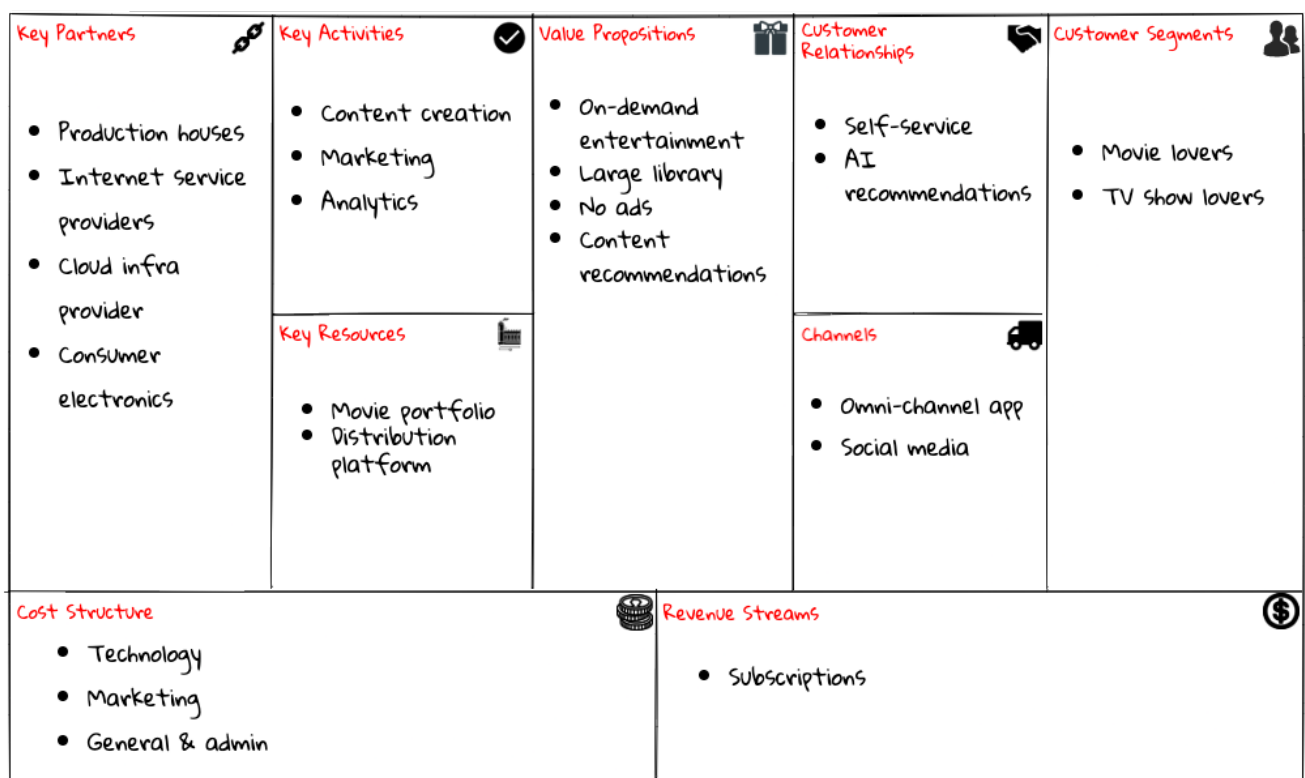 Key Partners
Production houses
Internet service
providers
Cloud infra
provider
Consumer
electronics
Key Activities
Content creation
Marketing
Analytics
Key Resources
Movie portfolio
Distribution
platform
Value Propositions
On-demand
entertainment
Large library
No ads
Content
recommendations
Customer
Relationships
Self-service
AI
recommendations
Channels
Omni-channel app
Social media
Customer Segments
Movie lovers
TV show lovers
Cost Structure
Technology
Marketing
General & admin
Revenue Streams
Subscriptions